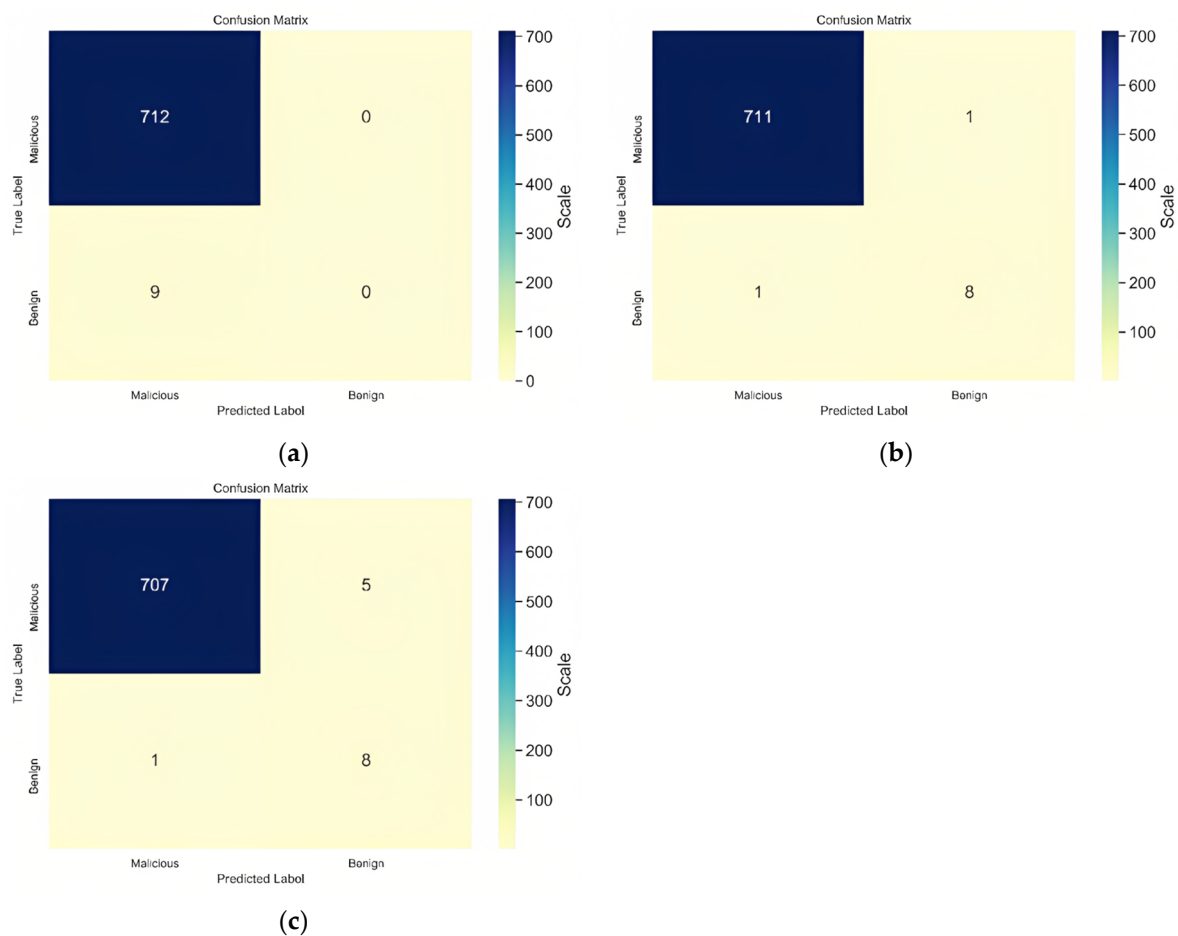 Confusion Matrix
Malicious
Benign
True Label
712
0
9
0
Malicious
Benign
Predicted Label
700
600
500
400
300
200
100
0
Scale
(a)
Confusion Matrix
Malicious
Benign
True Label
711
1
1
8
Malicious
Benign
Predicted Label
700
600
500
400
300
200
100
Scale
(b)
Confusion Matrix
Malicious
Benign
True Label
707
5
1
8
Malicious
Benign
Predicted Label
700
600
500
400
300
200
100
Scale
(c)